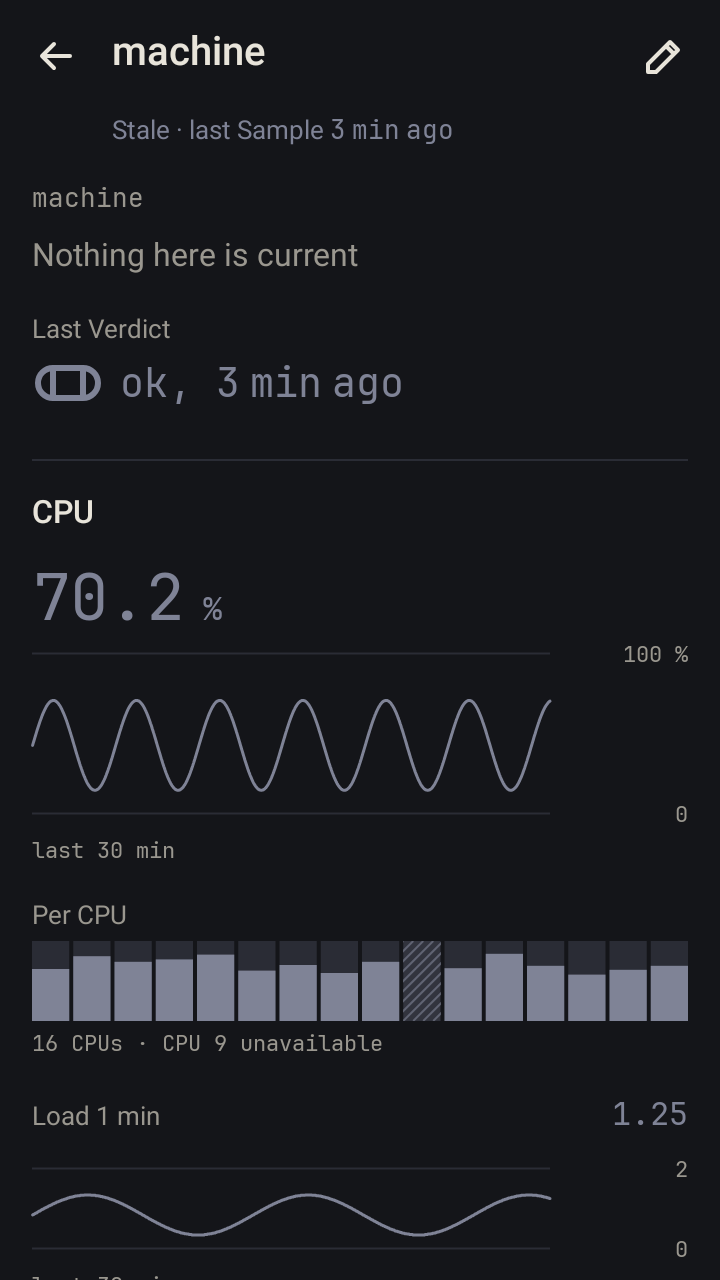 machine
Stale · last Sample 3 min ago
machine
Nothing here is current
Last Verdict
ok, 3 min ago
CPU
70.2 %
100 %
0
last 30 min
Per CPU
16 CPUs · CPU 9 unavailable
Load 1 min 1.25
2
0